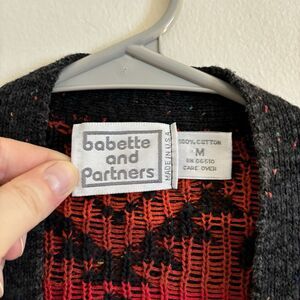 babette
and
Partners
MADE IN U.S.A.
100% COTTON
M
RN 66510
CARE OVER